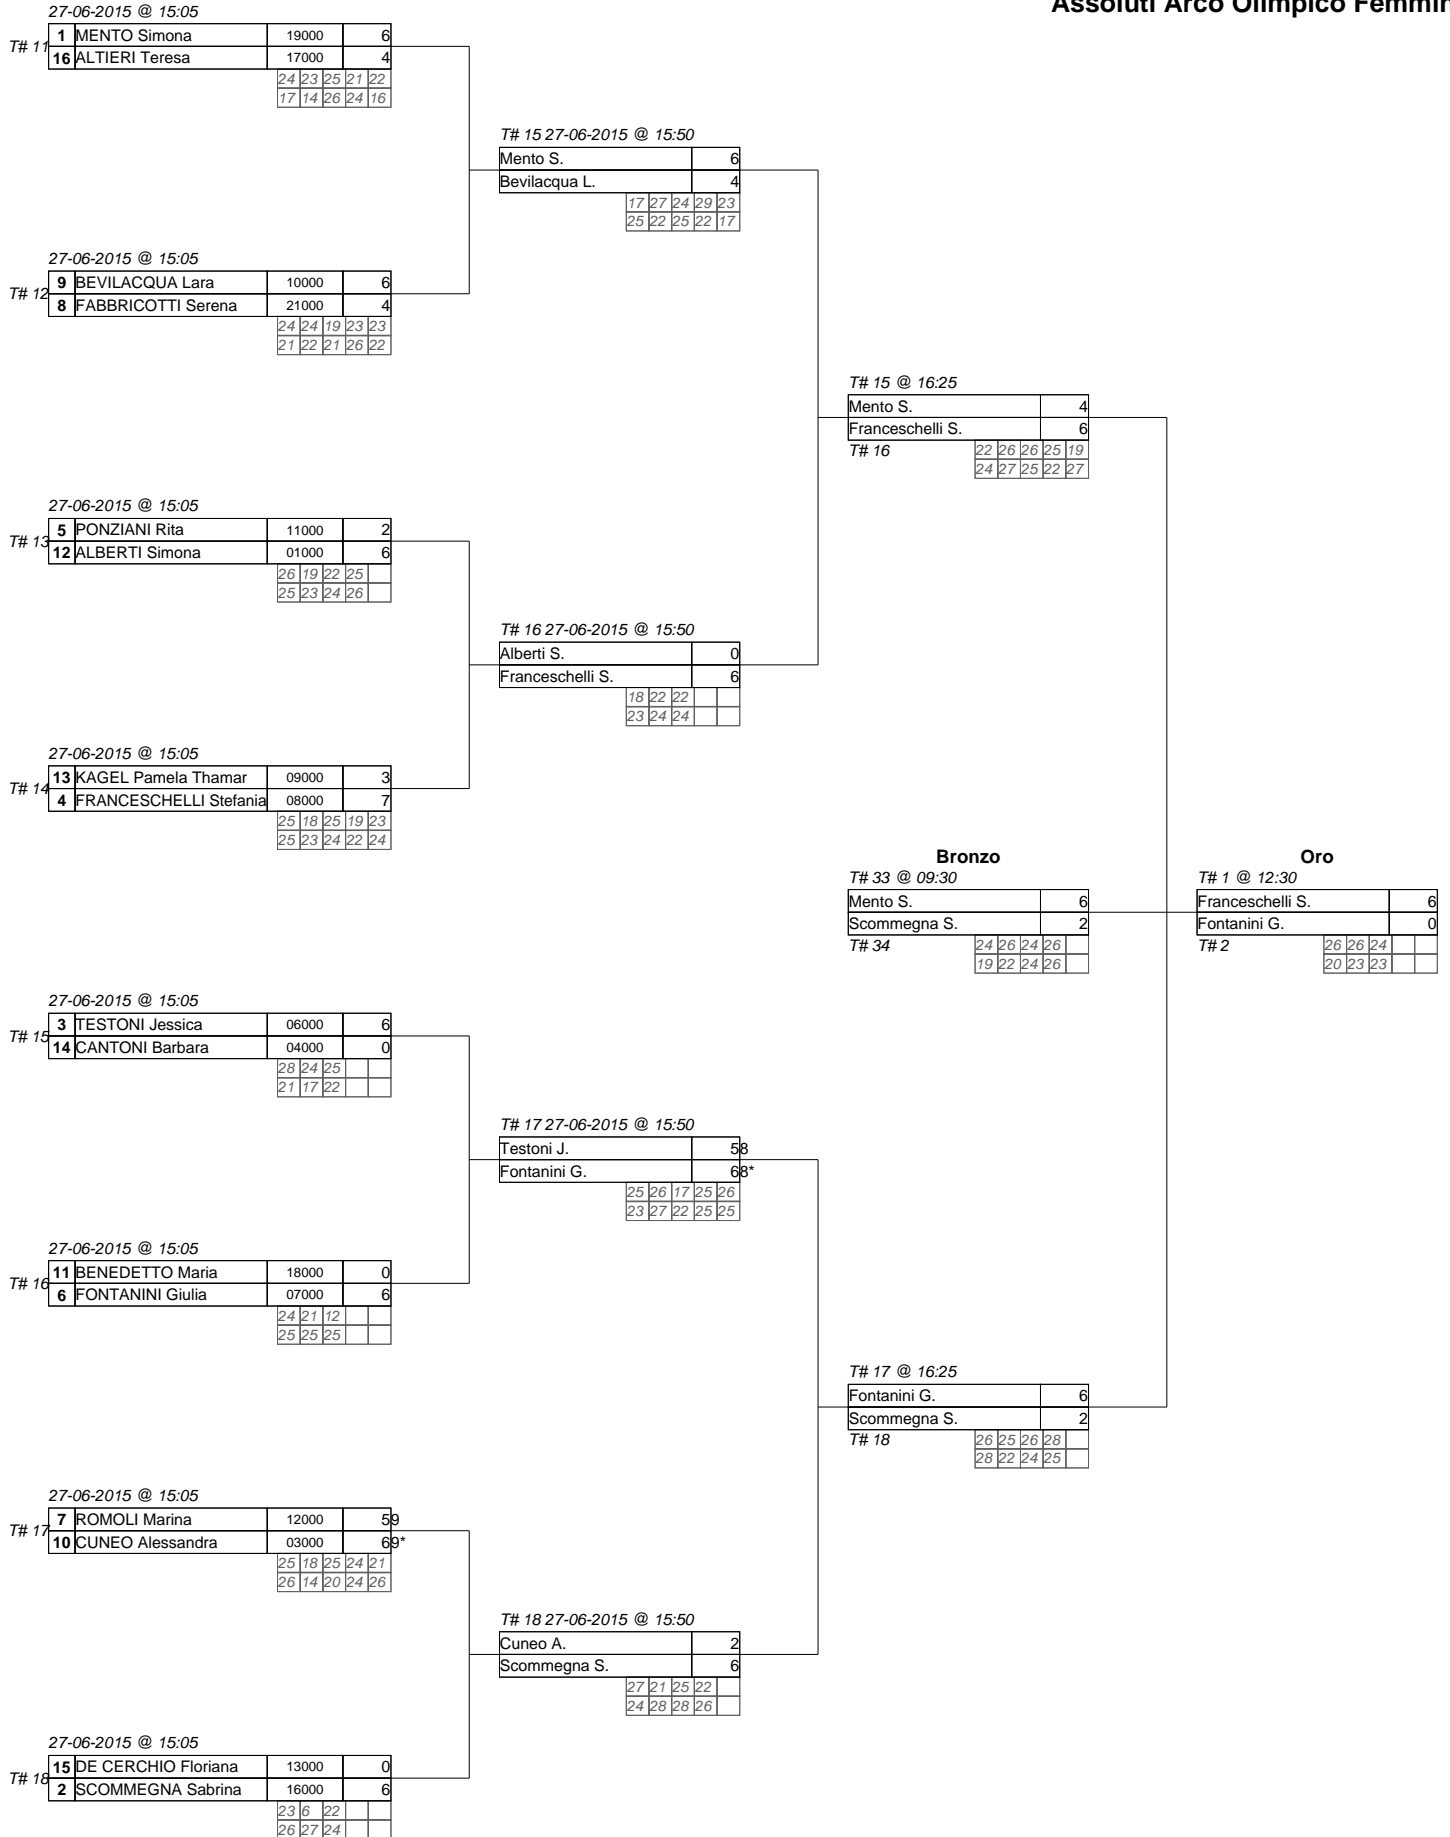 Assoluti Arco Olimpico Femmin
27-06-2015 @ 15:05
T# 11
1 MENTO Simona 19000 6
16 ALTIERI Teresa 17000 4
24 23 25 21 22
17 14 26 24 16
T# 15 27-06-2015 @ 15:50
Mento S. 6
Bevilacqua L. 4
17 27 24 29 23
25 22 25 22 17
27-06-2015 @ 15:05
T# 12
9 BEVILACQUA Lara 10000 6
8 FABBRICOTTI Serena 21000 4
24 24 19 23 23
21 22 21 26 22
T# 15 @ 16:25
Mento S. 4
Franceschelli S. 6
T# 16
22 26 26 25 19
24 27 25 22 27
27-06-2015 @ 15:05
T# 13
5 PONZIANI Rita 11000 2
12 ALBERTI Simona 01000 6
26 19 22 25
25 23 24 26
T# 16 27-06-2015 @ 15:50
Alberti S. 0
Franceschelli S. 6
18 22 22
23 24 24
27-06-2015 @ 15:05
T# 14
13 KAGEL Pamela Thamar 09000 3
4 FRANCESCHELLI Stefania 08000 7
25 18 25 19 23
25 23 24 22 24
Bronzo
T# 33 @ 09:30
Mento S. 6
Scommegna S. 2
T# 34
24 26 24 26
19 22 24 26
Oro
T# 1 @ 12:30
Franceschelli S. 6
Fontanini G. 0
T# 2
26 26 24
20 23 23
27-06-2015 @ 15:05
T# 15
3 TESTONI Jessica 06000 6
14 CANTONI Barbara 04000 0
28 24 25
21 17 22
T# 17 27-06-2015 @ 15:50
Testoni J. 58
Fontanini G. 68*
25 26 17 25 26
23 27 22 25 25
27-06-2015 @ 15:05
T# 16
11 BENEDETTO Maria 18000 0
6 FONTANINI Giulia 07000 6
24 21 12
25 25 25
T# 17 @ 16:25
Fontanini G. 6
Scommegna S. 2
T# 18
26 25 26 28
28 22 24 25
27-06-2015 @ 15:05
T# 17
7 ROMOLI Marina 12000 59
10 CUNEO Alessandra 03000 69*
25 18 25 24 21
26 14 20 24 26
T# 18 27-06-2015 @ 15:50
Cuneo A. 2
Scommegna S. 6
27 21 25 22
24 28 28 26
27-06-2015 @ 15:05
T# 18
15 DE CERCHIO Floriana 13000 0
2 SCOMMEGNA Sabrina 16000 6
23 6 22
26 27 24